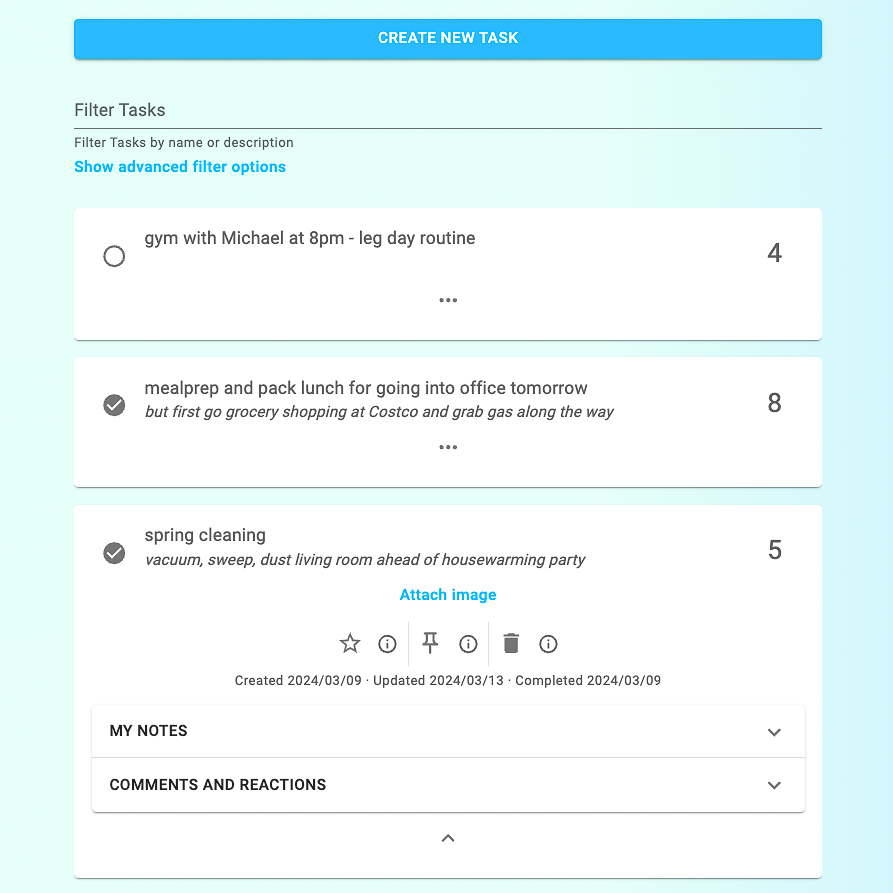 CREATE NEW TASK
Filter Tasks
Filter Tasks by name or description
Show advanced filter options
gym with Michael at 8pm - leg day routine
4
mealprep and pack lunch for going into office tomorrow
but first go grocery shopping at Costco and grab gas along the way
8
spring cleaning
vacuum, sweep, dust living room ahead of housewarming party
5
Attach image
Created 2024/03/09 · Updated 2024/03/13 · Completed 2024/03/09
MY NOTES
COMMENTS AND REACTIONS